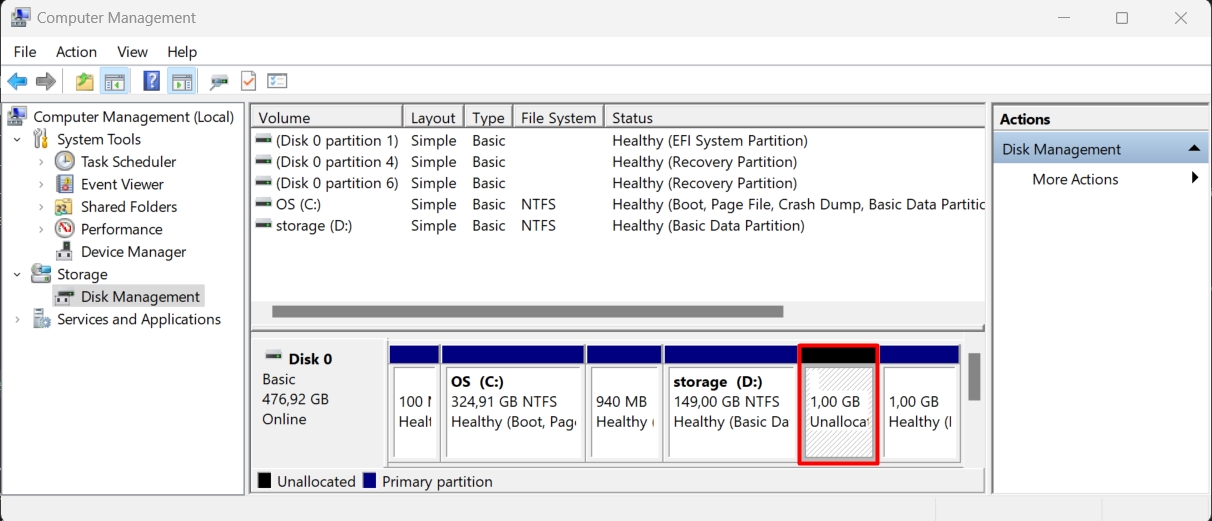 Computer Management
File Action View Help
Computer Management (Local)
System Tools
Task Scheduler
Event Viewer
Shared Folders
Performance
Device Manager
Storage
Disk Management
Services and Applications
Volume Layout Type File System Status
(Disk 0 partition 1) Simple Basic Healthy (EFI System Partition)
(Disk 0 partition 4) Simple Basic Healthy (Recovery Partition)
(Disk 0 partition 6) Simple Basic Healthy (Recovery Partition)
OS (C:) Simple Basic NTFS Healthy (Boot, Page File, Crash Dump, Basic Data Partitic
storage (D:) Simple Basic NTFS Healthy (Basic Data Partition)
Disk 0
Basic
476,92 GB
Online
100
Healt
OS (C:)
324,91 GB NTFS
Healthy (Boot, Pag
940 MB
Healthy (
storage (D:)
149,00 GB NTFS
Healthy (Basic Da
1,00 GB
Unalloca
1,00 GB
Healthy (
Unallocated Primary partition
Actions
Disk Management
More Actions